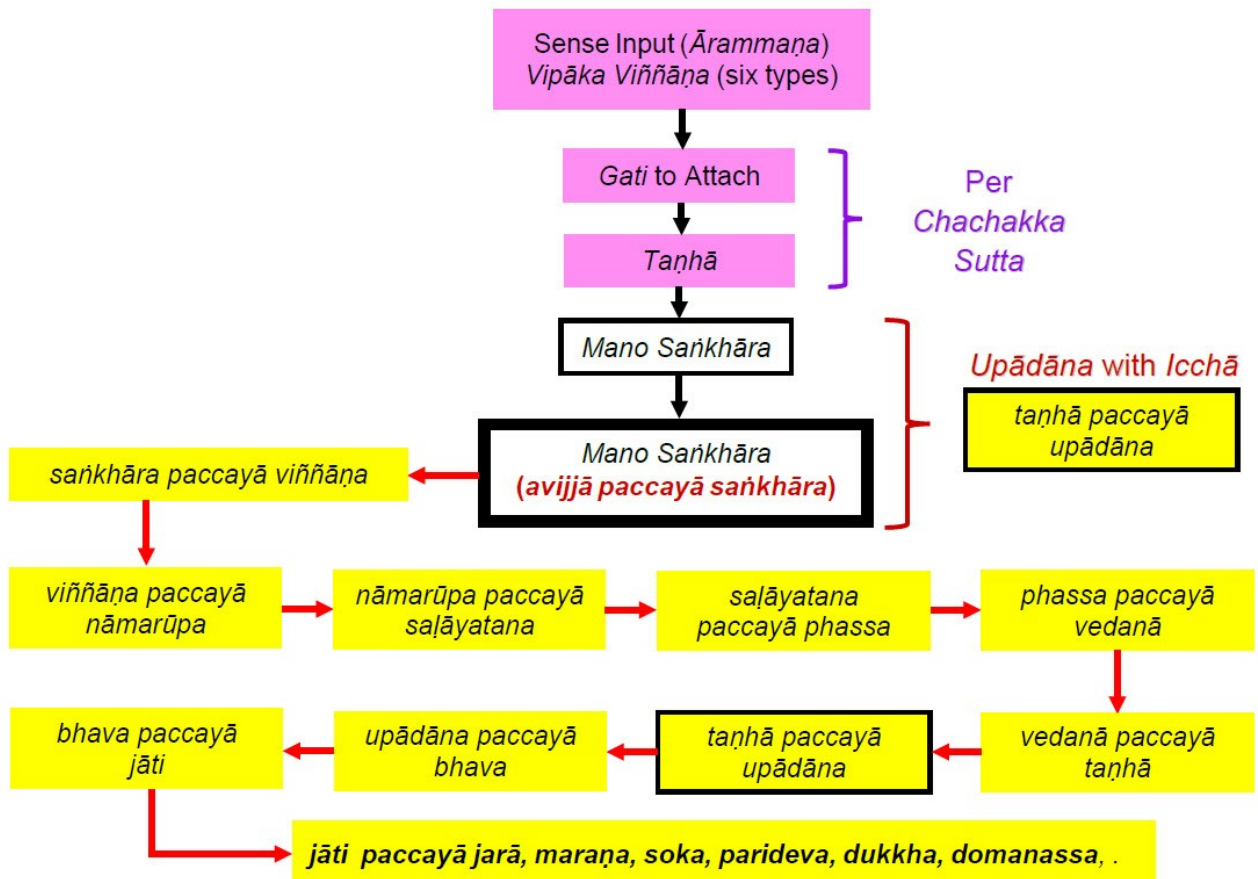 Sense Input (Ārammaṇa)
Vipāka Viññāṇa (six types)
Gati to Attach
Taṇhā
Per
Chachakka
Sutta
Mano Saṅkhāra
Upādāna with Icchā
taṇhā paccayā
upādāna
Mano Saṅkhāra
(avijjā paccayā saṅkhāra)
saṅkhāra paccayā viññāṇa
viññāṇa paccayā
nāmarūpa
nāmarūpa paccayā
saḷāyatana
saḷāyatana
paccayā phassa
phassa paccayā
vedanā
vedanā paccayā
taṇhā
taṇhā paccayā
upādāna
upādāna paccayā
bhava
bhava paccayā
jāti
jāti paccayā jarā, maraṇa, soka, parideva, dukkha, domanassa, .